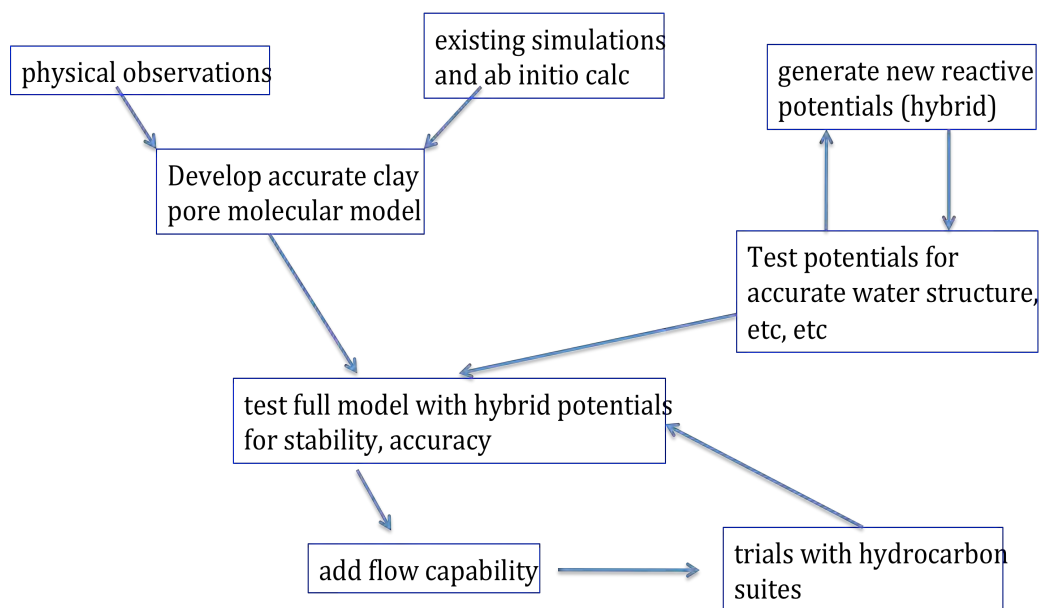 physical observations
existing simulations
and ab initio calc
generate new reactive
potentials (hybrid)
Develop accurate clay
pore molecular model
Test potentials for
accurate water structure,
etc, etc
test full model with hybrid potentials
for stability, accuracy
add flow capability
trials with hydrocarbon
suites